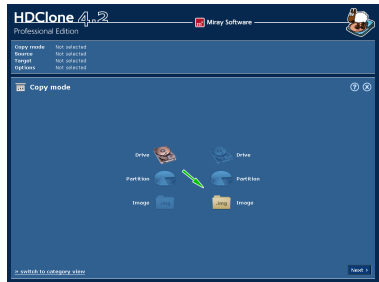 HDClone 4.2
Professional Edition
Miray Software
Copy mode Not selected
Source Not selected
Target Not selected
Options Not selected
Copy mode
Drive Drive
Partition Partition
Image .img .img Image
» switch to category view
Next ›